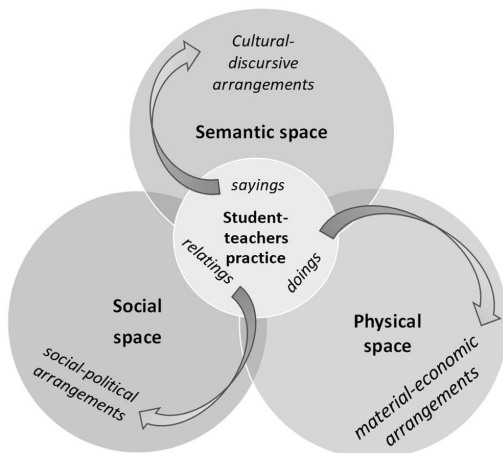 Cultural-
discursive
arrangements
Semantic space
sayings
Student-
teachers
practice
relatings
doings
Social
space
social-political
arrangements
Physical
space
material-economic
arrangements